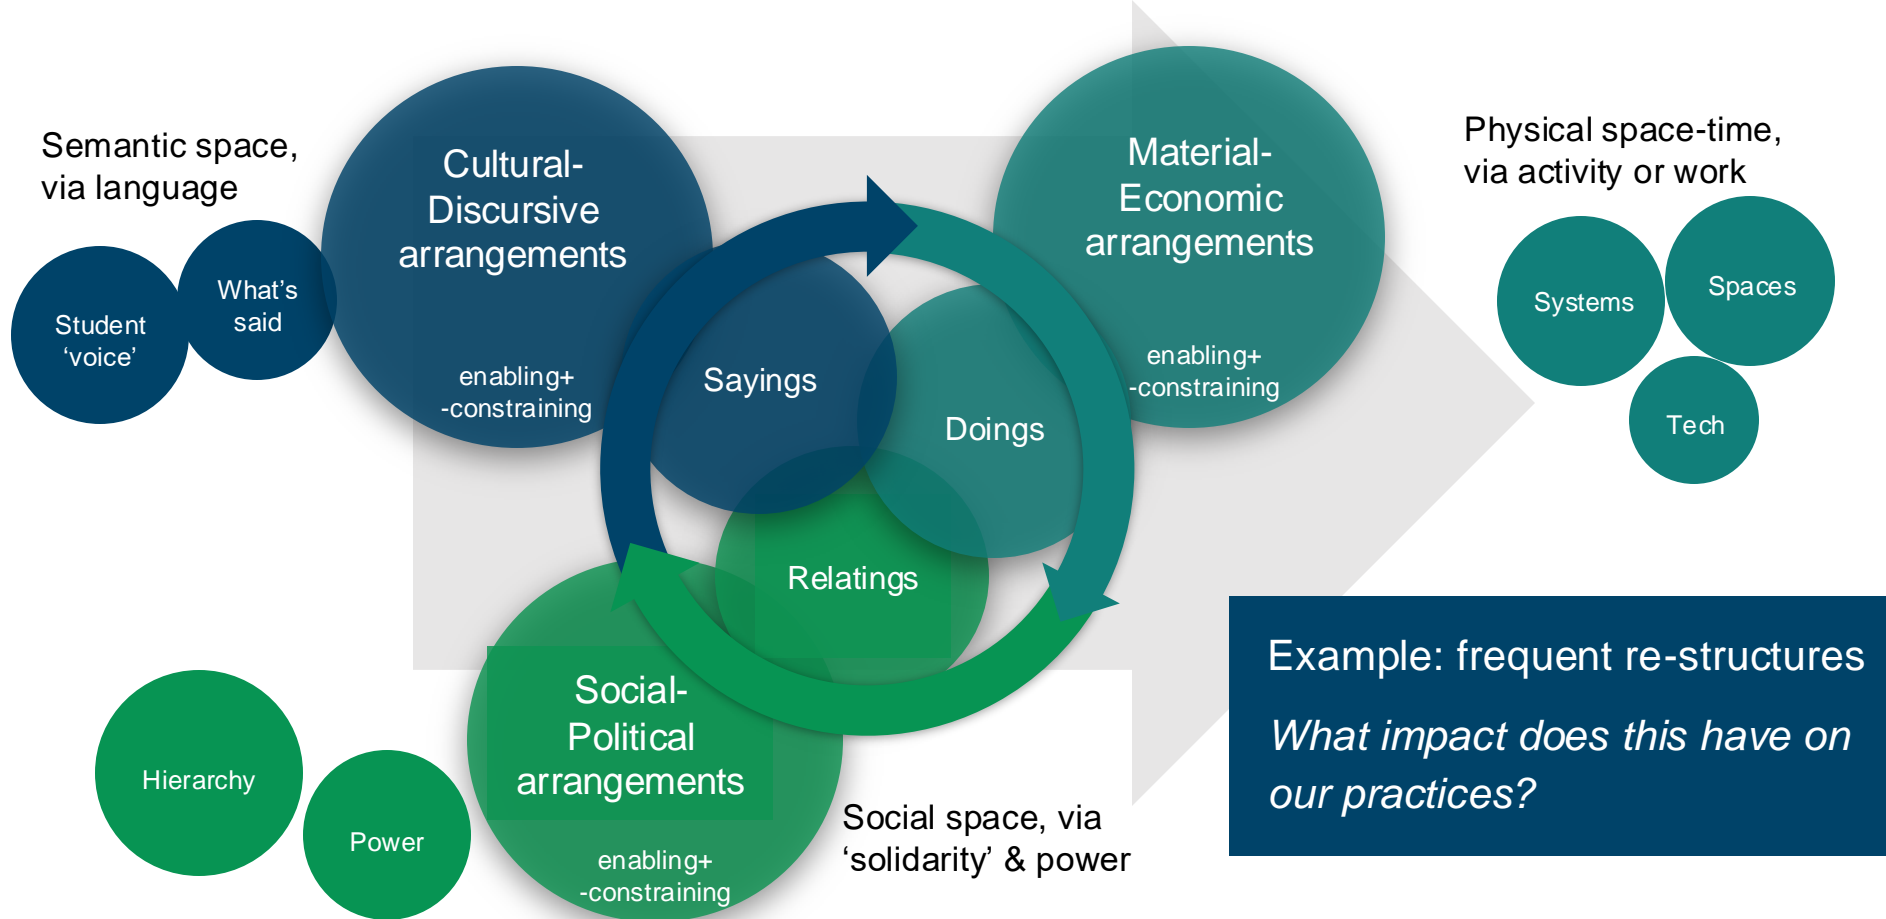 Semantic space,
via language
Student
‘voice’
What’s
said
Cultural-
Discursive
arrangements
enabling+
-constraining
Sayings
Material-
Economic
arrangements
enabling+
-constraining
Doings
Physical space-time,
via activity or work
Systems
Spaces
Tech
Relatings
Social-
Political
arrangements
enabling+
-constraining
Hierarchy
Power
Social space, via
‘solidarity’ & power
Example: frequent re-structures
What impact does this have on
our practices?